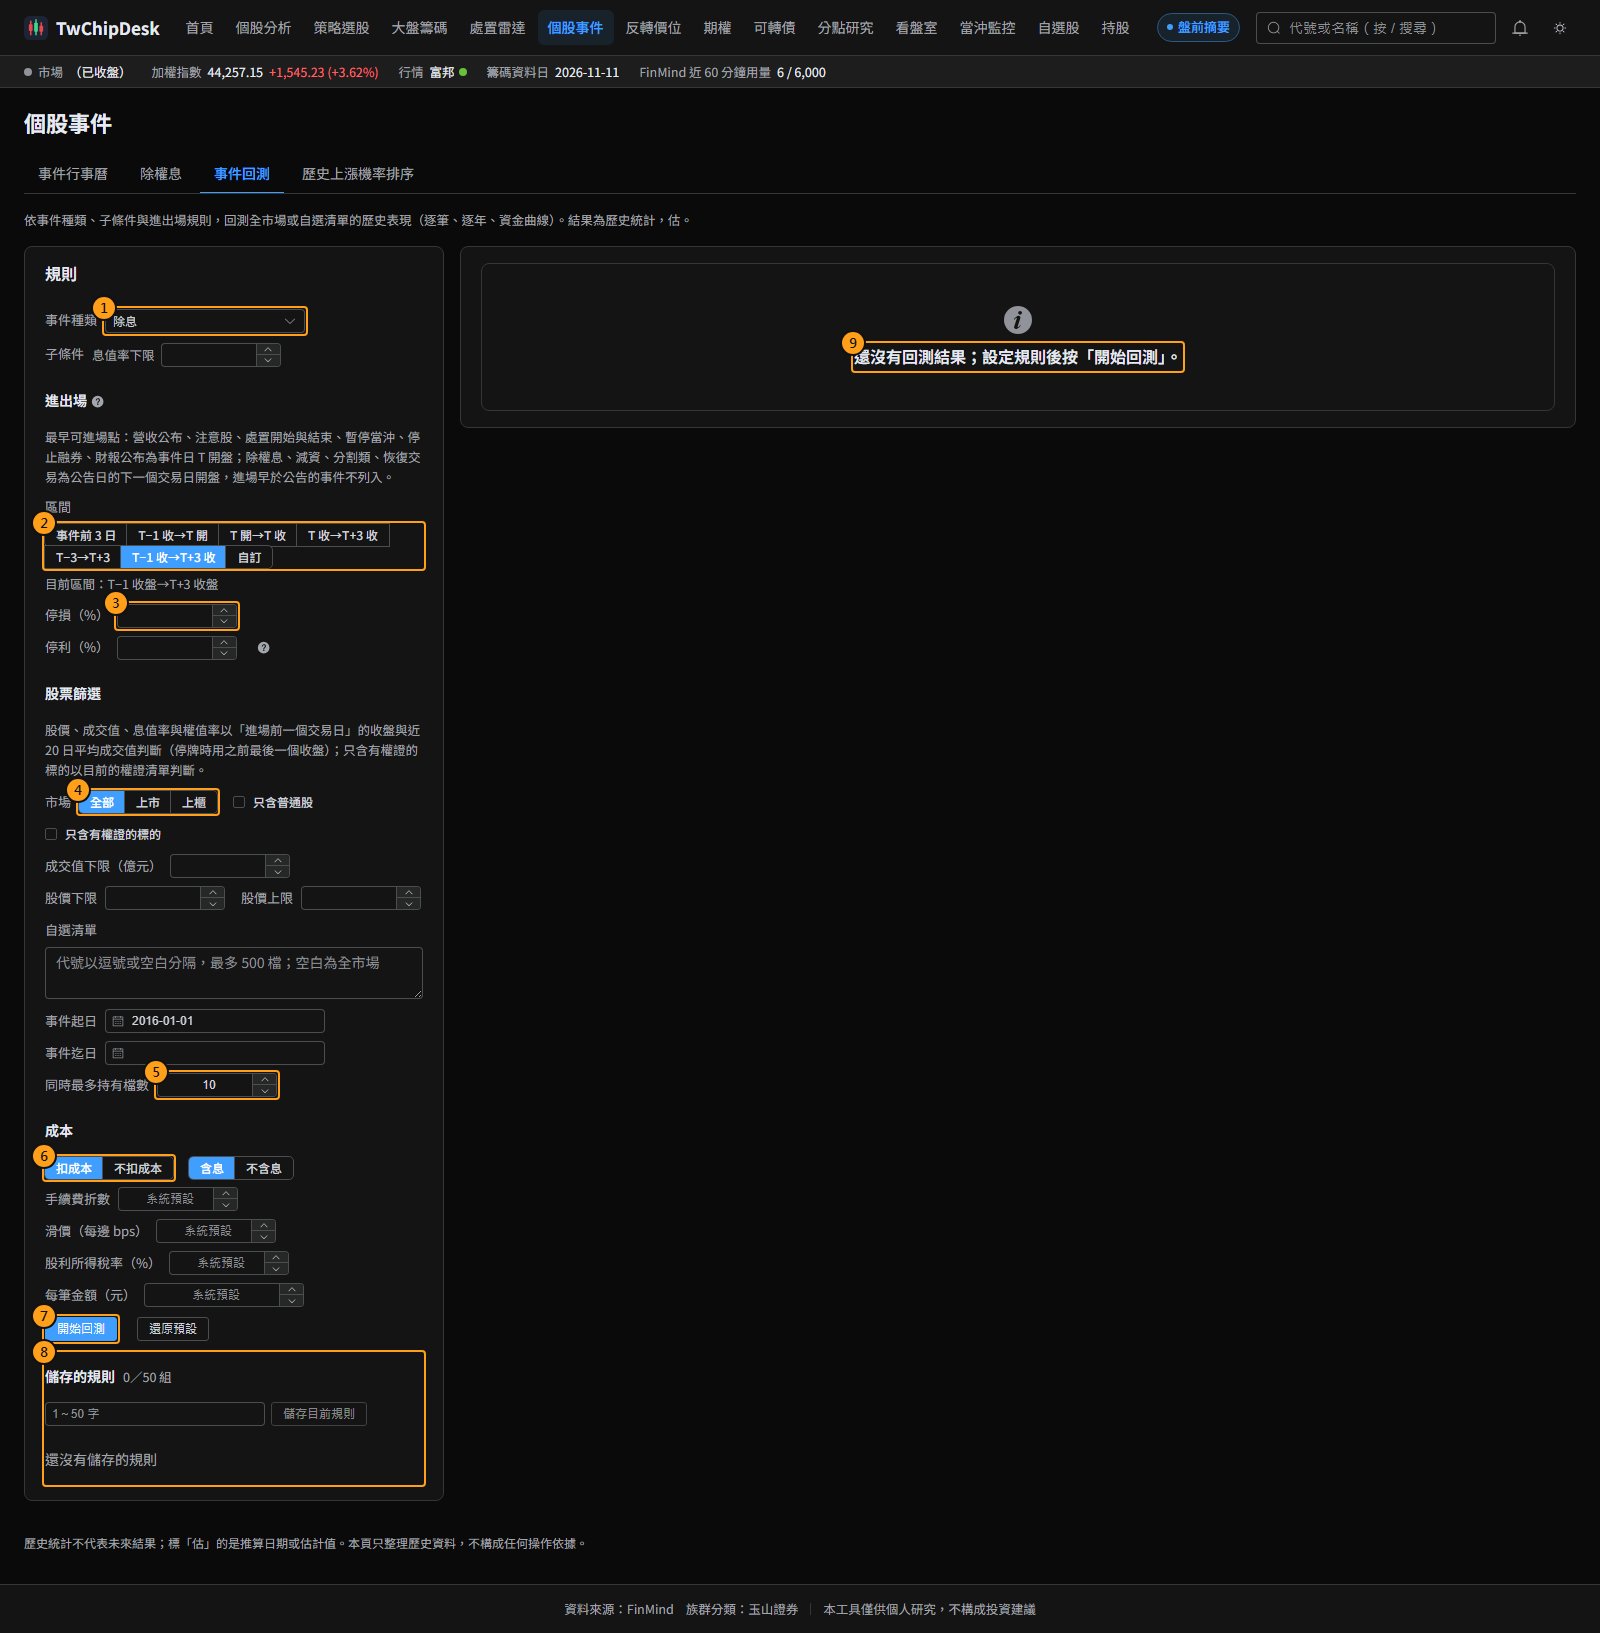 TwChipDesk 首頁 個股分析 策略選股 大盤籌碼 處置雷達 個股事件 反轉價位 期權 可轉債 分點研究 看盤室 當沖監控 自選股 持股 盤前摘要 代號或名稱（按 / 搜尋）
市場 （已收盤） 加權指數 44,257.15 +1,545.23 (+3.62%) 行情 富邦 籌碼資料日 2026-11-11 FinMind 近 60 分鐘用量 6 / 6,000
個股事件
事件行事曆 除權息 事件回測 歷史上漲機率排序
依事件種類、子條件與進出場規則，回測全市場或自選清單的歷史表現（逐筆、逐年、資金曲線）。結果為歷史統計，估。
規則
1
事件種類 除息
子條件 息值率下限
進出場 ?
最早可進場點：營收公布、注意股、處置開始與結束、暫停當沖、停
止融券、財報公布為事件日 T 開盤；除權息、減資、分割類、恢復交
易為公告日的下一個交易日開盤，進場早於公告的事件不列入。
區間
2
事件前 3 日 T−1 收→T 開 T 開→T 收 T 收→T+3 收
T−3→T+3 T−1 收→T+3 收 自訂
目前區間：T−1 收盤→T+3 收盤
3
停損（%）
停利（%） ?
股票篩選
股價、成交值、息值率與權值率以「進場前一個交易日」的收盤與近
20 日平均成交值判斷（停牌時用之前最後一個收盤）；只含有權證的
標的以目前的權證清單判斷。
4
市場 全部 上市 上櫃 只含普通股
只含有權證的標的
成交值下限（億元）
股價下限 股價上限
自選清單
代號以逗號或空白分隔，最多 500 檔；空白為全市場
事件起日 2016-01-01
事件迄日
5
同時最多持有檔數 10
成本
6
扣成本 不扣成本 含息 不含息
手續費折數 系統預設
滑價（每邊 bps） 系統預設
股利所得稅率（%） 系統預設
每筆金額（元） 系統預設
7
開始回測 還原預設
8
儲存的規則 0／50 組
1～50 字 儲存目前規則
還沒有儲存的規則
i
9
還沒有回測結果；設定規則後按「開始回測」。
歷史統計不代表未來結果；標「估」的是推算日期或估計值。本頁只整理歷史資料，不構成任何操作依據。
資料來源：FinMind 族群分類：玉山證券 | 本工具僅供個人研究，不構成投資建議